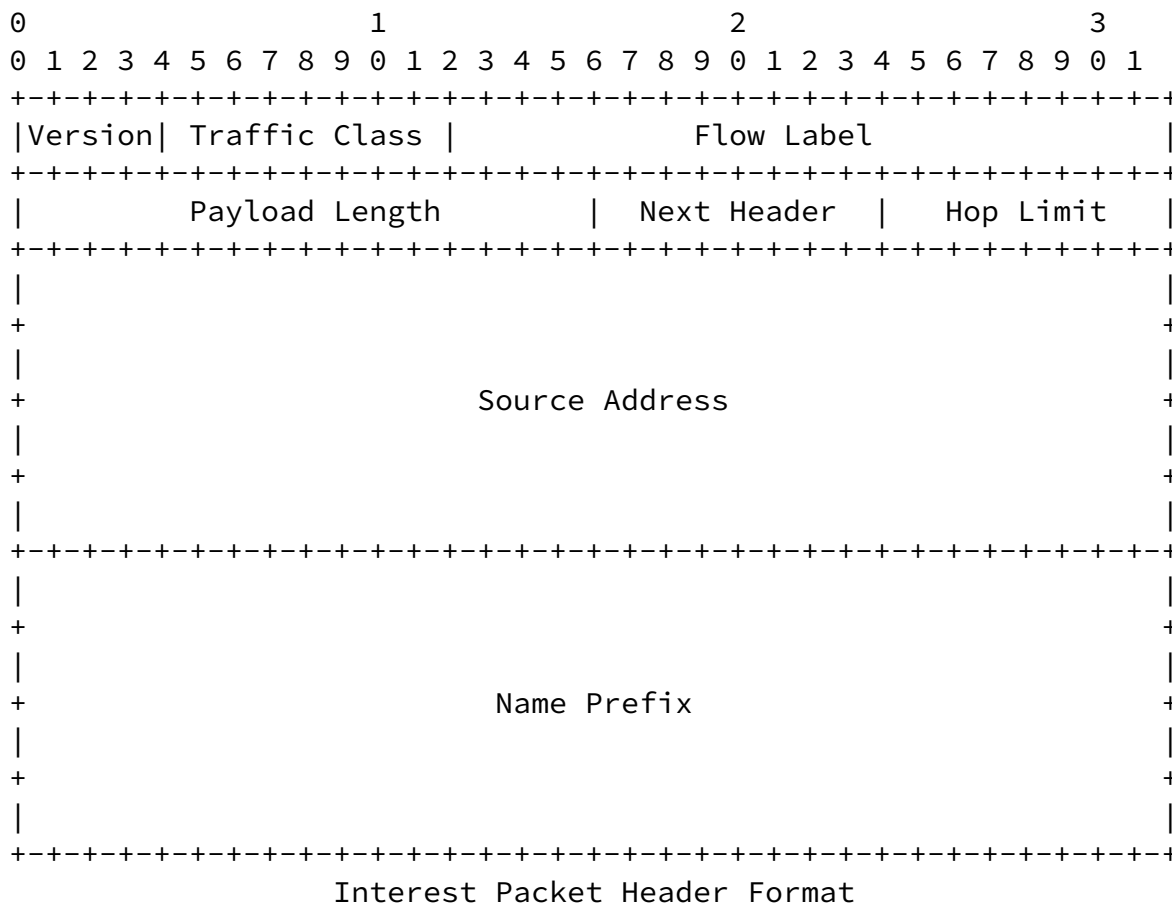 0                   1                   2                   3
0 1 2 3 4 5 6 7 8 9 0 1 2 3 4 5 6 7 8 9 0 1 2 3 4 5 6 7 8 9 0 1
+-+-+-+-+-+-+-+-+-+-+-+-+-+-+-+-+-+-+-+-+-+-+-+-+-+-+-+-+-+-+-+-+
|Version| Traffic Class |              Flow Label               |
+-+-+-+-+-+-+-+-+-+-+-+-+-+-+-+-+-+-+-+-+-+-+-+-+-+-+-+-+-+-+-+-+
|         Payload Length        |  Next Header  |   Hop Limit   |
+-+-+-+-+-+-+-+-+-+-+-+-+-+-+-+-+-+-+-+-+-+-+-+-+-+-+-+-+-+-+-+-+
|                                                               |
+                                                               +
|                                                               |
+                         Source Address                        +
|                                                               |
+                                                               +
|                                                               |
+-+-+-+-+-+-+-+-+-+-+-+-+-+-+-+-+-+-+-+-+-+-+-+-+-+-+-+-+-+-+-+-+
|                                                               |
+                                                               +
|                                                               |
+                          Name Prefix                          +
|                                                               |
+                                                               +
|                                                               |
+-+-+-+-+-+-+-+-+-+-+-+-+-+-+-+-+-+-+-+-+-+-+-+-+-+-+-+-+-+-+-+-+
                 Interest Packet Header Format